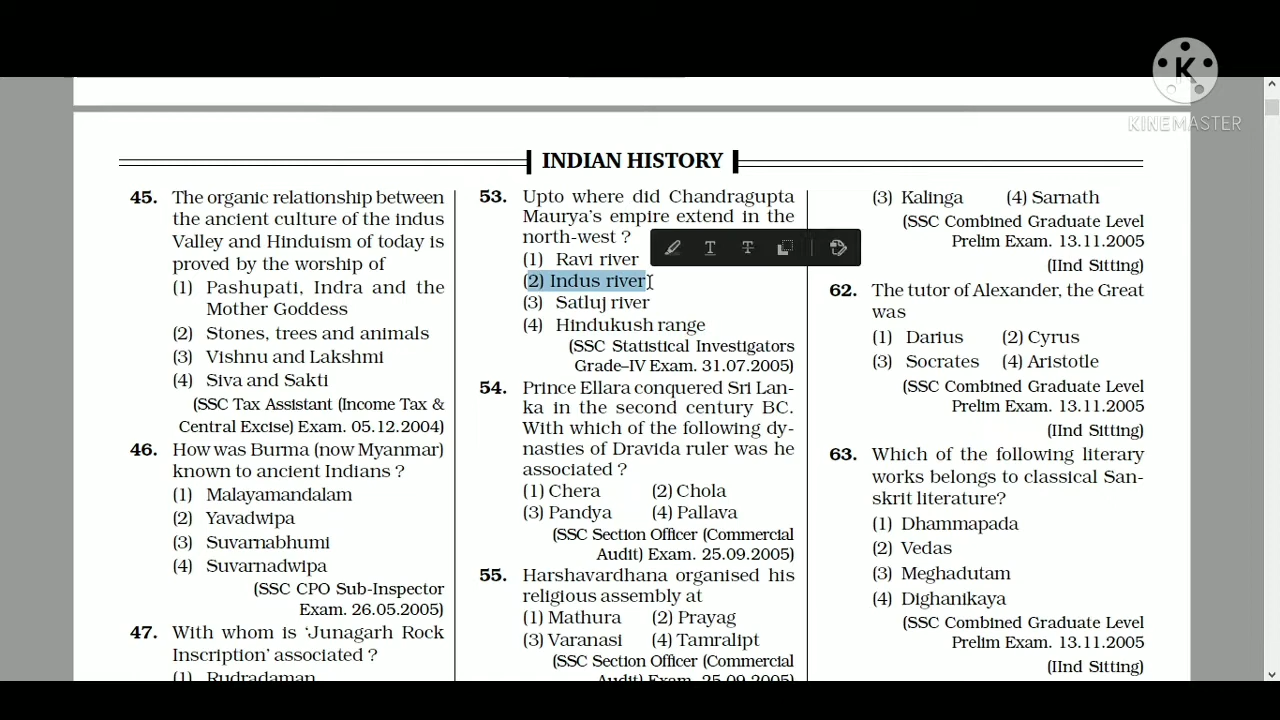 K
KINEMASTER
INDIAN HISTORY
45. The organic relationship between
the ancient culture of the indus
Valley and Hinduism of today is
proved by the worship of
(1) Pashupati, Indra and the
Mother Goddess
(2) Stones, trees and animals
(3) Vishnu and Lakshmi
(4) Siva and Sakti
(SSC Tax Assistant (Income Tax &
Central Excise) Exam. 05.12.2004)
46. How was Burma (now Myanmar)
known to ancient Indians ?
(1) Malayamandalam
(2) Yavadwipa
(3) Suvarnabhumi
(4) Suvarnadwipa
(SSC CPO Sub-Inspector
Exam. 26.05.2005)
47. With whom is ‘Junagarh Rock
Inscription’ associated ?
(1) Rudradaman
53. Upto where did Chandragupta
Maurya’s empire extend in the
north-west ?
(1) Ravi river
(2) Indus river
(3) Satluj river
(4) Hindukush range
(SSC Statistical Investigators
Grade–IV Exam. 31.07.2005)
54. Prince Ellara conquered Sri Lan-
ka in the second century BC.
With which of the following dy-
nasties of Dravida ruler was he
associated ?
(1) Chera (2) Chola
(3) Pandya (4) Pallava
(SSC Section Officer (Commercial
Audit) Exam. 25.09.2005)
55. Harshavardhana organised his
religious assembly at
(1) Mathura (2) Prayag
(3) Varanasi (4) Tamralipt
(SSC Section Officer (Commercial
Audit) Exam. 25.09.2005)
(3) Kalinga (4) Sarnath
(SSC Combined Graduate Level
Prelim Exam. 13.11.2005
(IInd Sitting)
62. The tutor of Alexander, the Great
was
(1) Darius (2) Cyrus
(3) Socrates (4) Aristotle
(SSC Combined Graduate Level
Prelim Exam. 13.11.2005
(IInd Sitting)
63. Which of the following literary
works belongs to classical San-
skrit literature?
(1) Dhammapada
(2) Vedas
(3) Meghadutam
(4) Dighanikaya
(SSC Combined Graduate Level
Prelim Exam. 13.11.2005
(IInd Sitting)